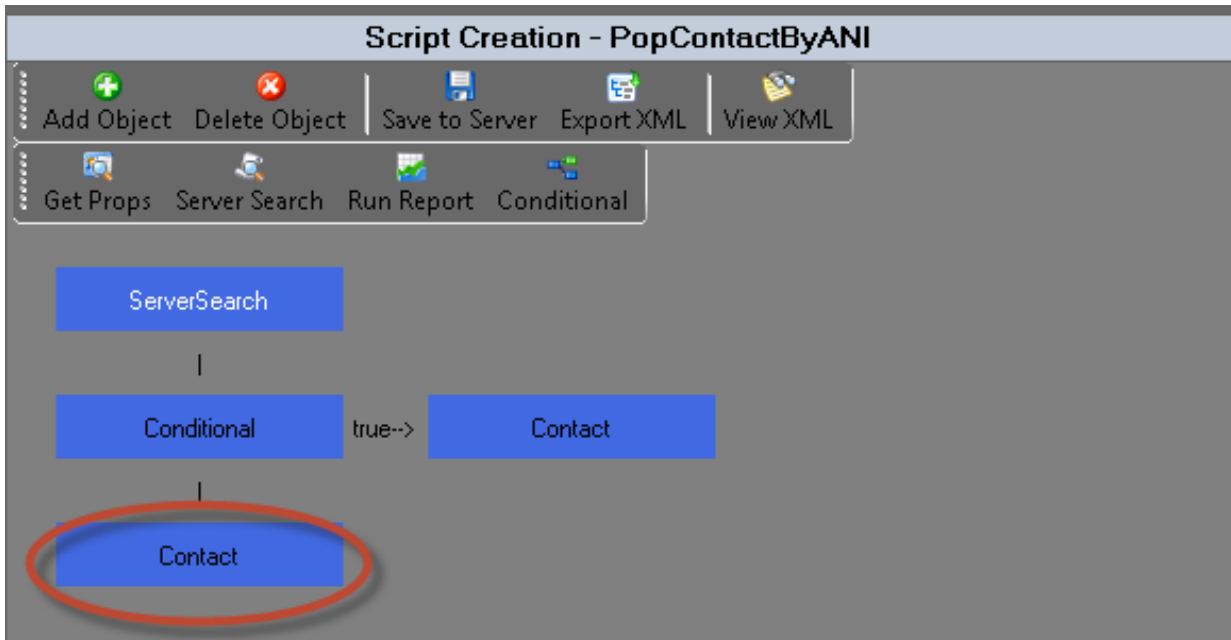 Script Creation - PopContactByANI
Add Object Delete Object Save to Server Export XML View XML
Get Props Server Search Run Report Conditional
ServerSearch
Conditional true--> Contact
Contact